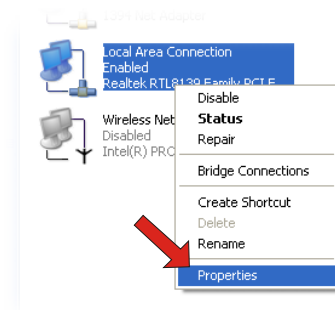 1394 Net Adapter
Local Area Connection
Enabled
Realtek RTL8139 Family PCI F
Disable
Status
Repair
Wireless Net
Disabled
Intel(R) PRO
Bridge Connections
Create Shortcut
Delete
Rename
Properties